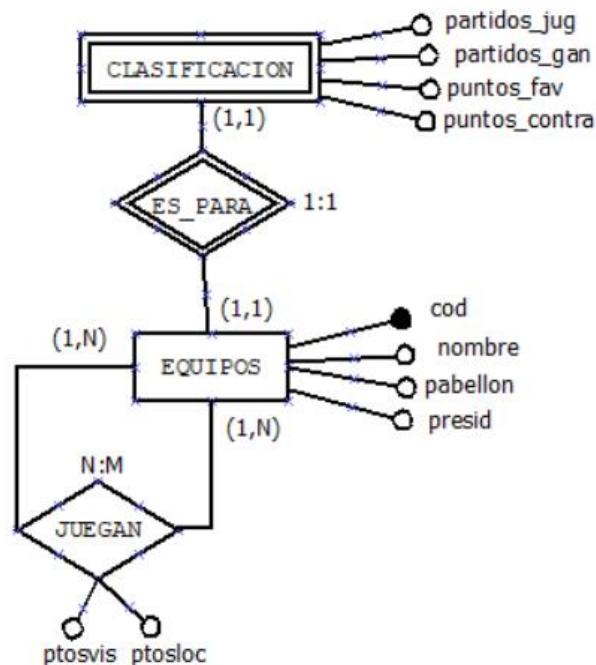 partidos_jug
partidos_gan
CLASIFICACION
puntos_fav
puntos_contra
(1,1)
ES_PARA
1:1
(1,1)
cod
(1,N)
nombre
EQUIPOS
pabellon
(1,N)
presid
N:M
JUEGAN
ptosvis ptosloc